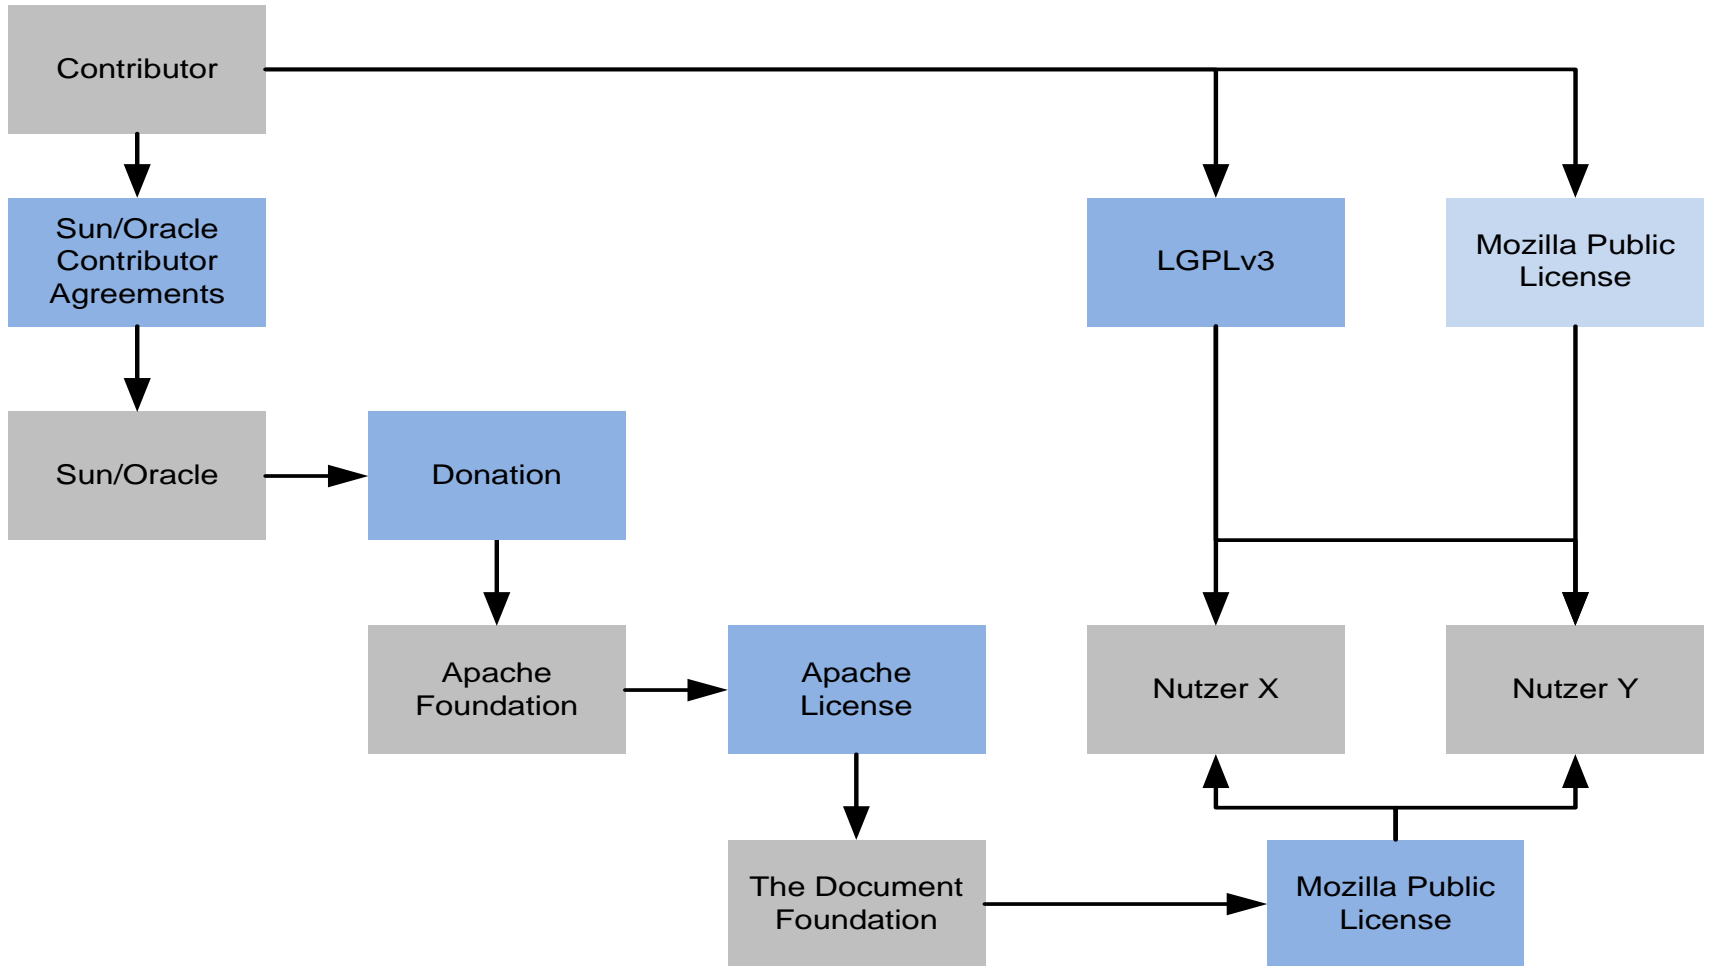 Contributor
Sun/Oracle
Contributor
Agreements
LGPLv3
Mozilla Public
License
Sun/Oracle
Donation
Apache
Foundation
Apache
License
Nutzer X
Nutzer Y
The Document
Foundation
Mozilla Public
License